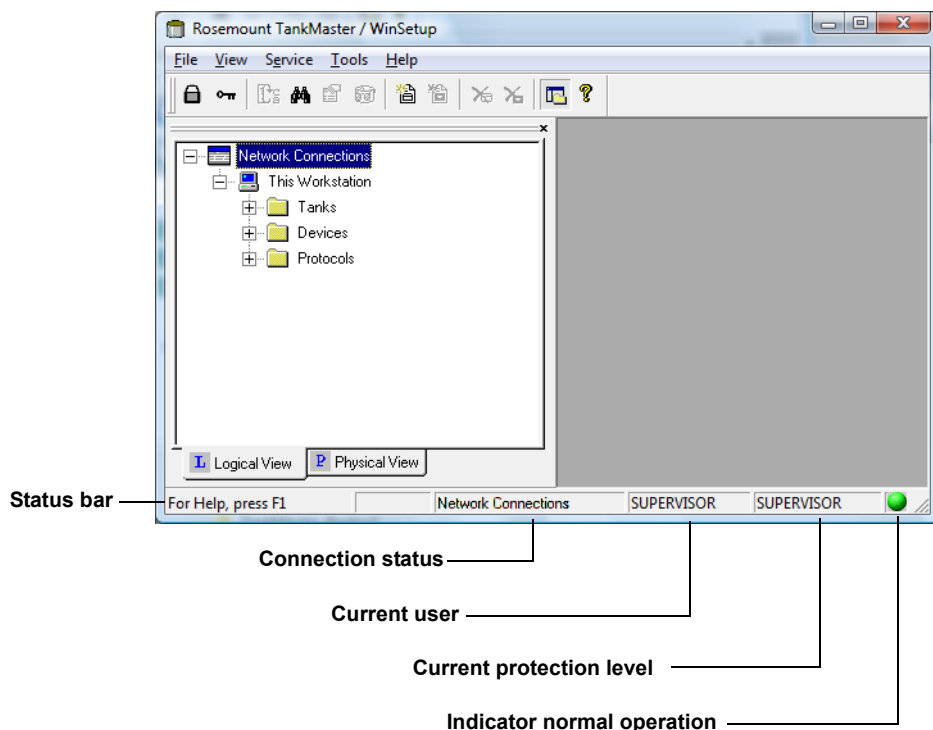 Rosemount TankMaster / WinSetup
File View Service Tools Help
Network Connections
This Workstation
Tanks
Devices
Protocols
L Logical View P Physical View
Status bar
For Help, press F1 Network Connections SUPERVISOR SUPERVISOR
Connection status
Current user
Current protection level
Indicator normal operation